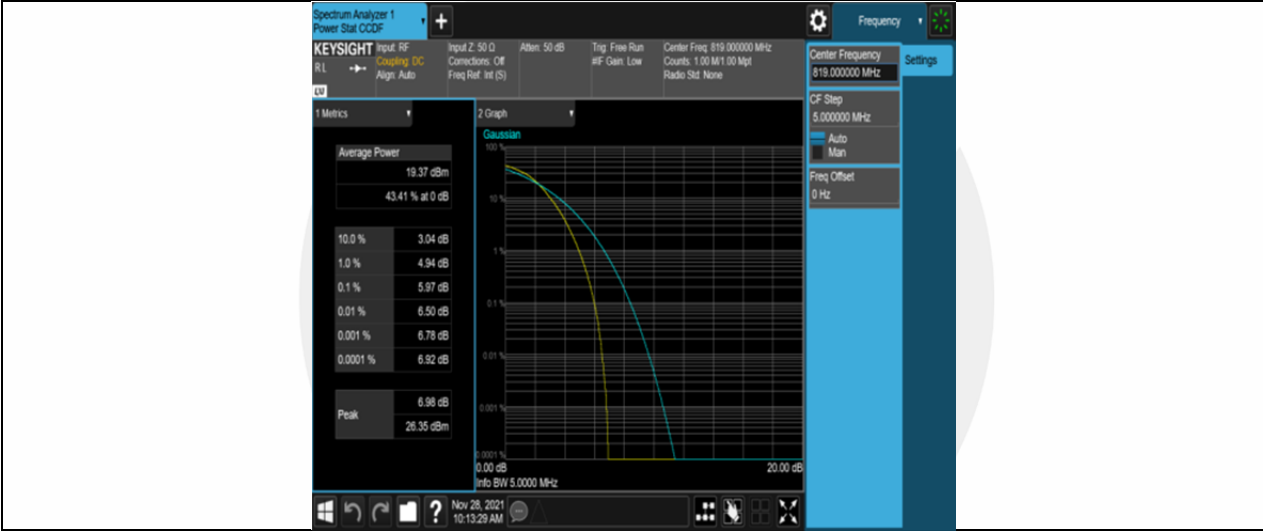 Spectrum Analyzer 1
Power Stat CCDF
+
Frequency
KEYSIGHT
RL
LV
Input: RF
Coupling: DC
Align: Auto
Input Z: 50 Ω
Corrections: Off
Freq Ref: Int (S)
Atten: 50 dB
Trig: Free Run
#IF Gain: Low
Center Freq: 819.000000 MHz
Counts: 1.00 M/1.00 Mpt
Radio Std: None
1 Metrics
Average Power
19.37 dBm
43.41 % at 0 dB
10.0 % 3.04 dB
1.0 % 4.94 dB
0.1 % 5.97 dB
0.01 % 6.50 dB
0.001 % 6.78 dB
0.0001 % 6.92 dB
Peak
6.98 dB
26.35 dBm
2 Graph
Gaussian
100 %
10 %
1 %
0.1 %
0.01 %
0.001 %
0.0001 %
0.00 dB 20.00 dB
Info BW 5.0000 MHz
Center Frequency
819.000000 MHz
Settings
CF Step
5.000000 MHz
Auto
Man
Freq Offset
0 Hz
?
Nov 28, 2021
10:13:29 AM